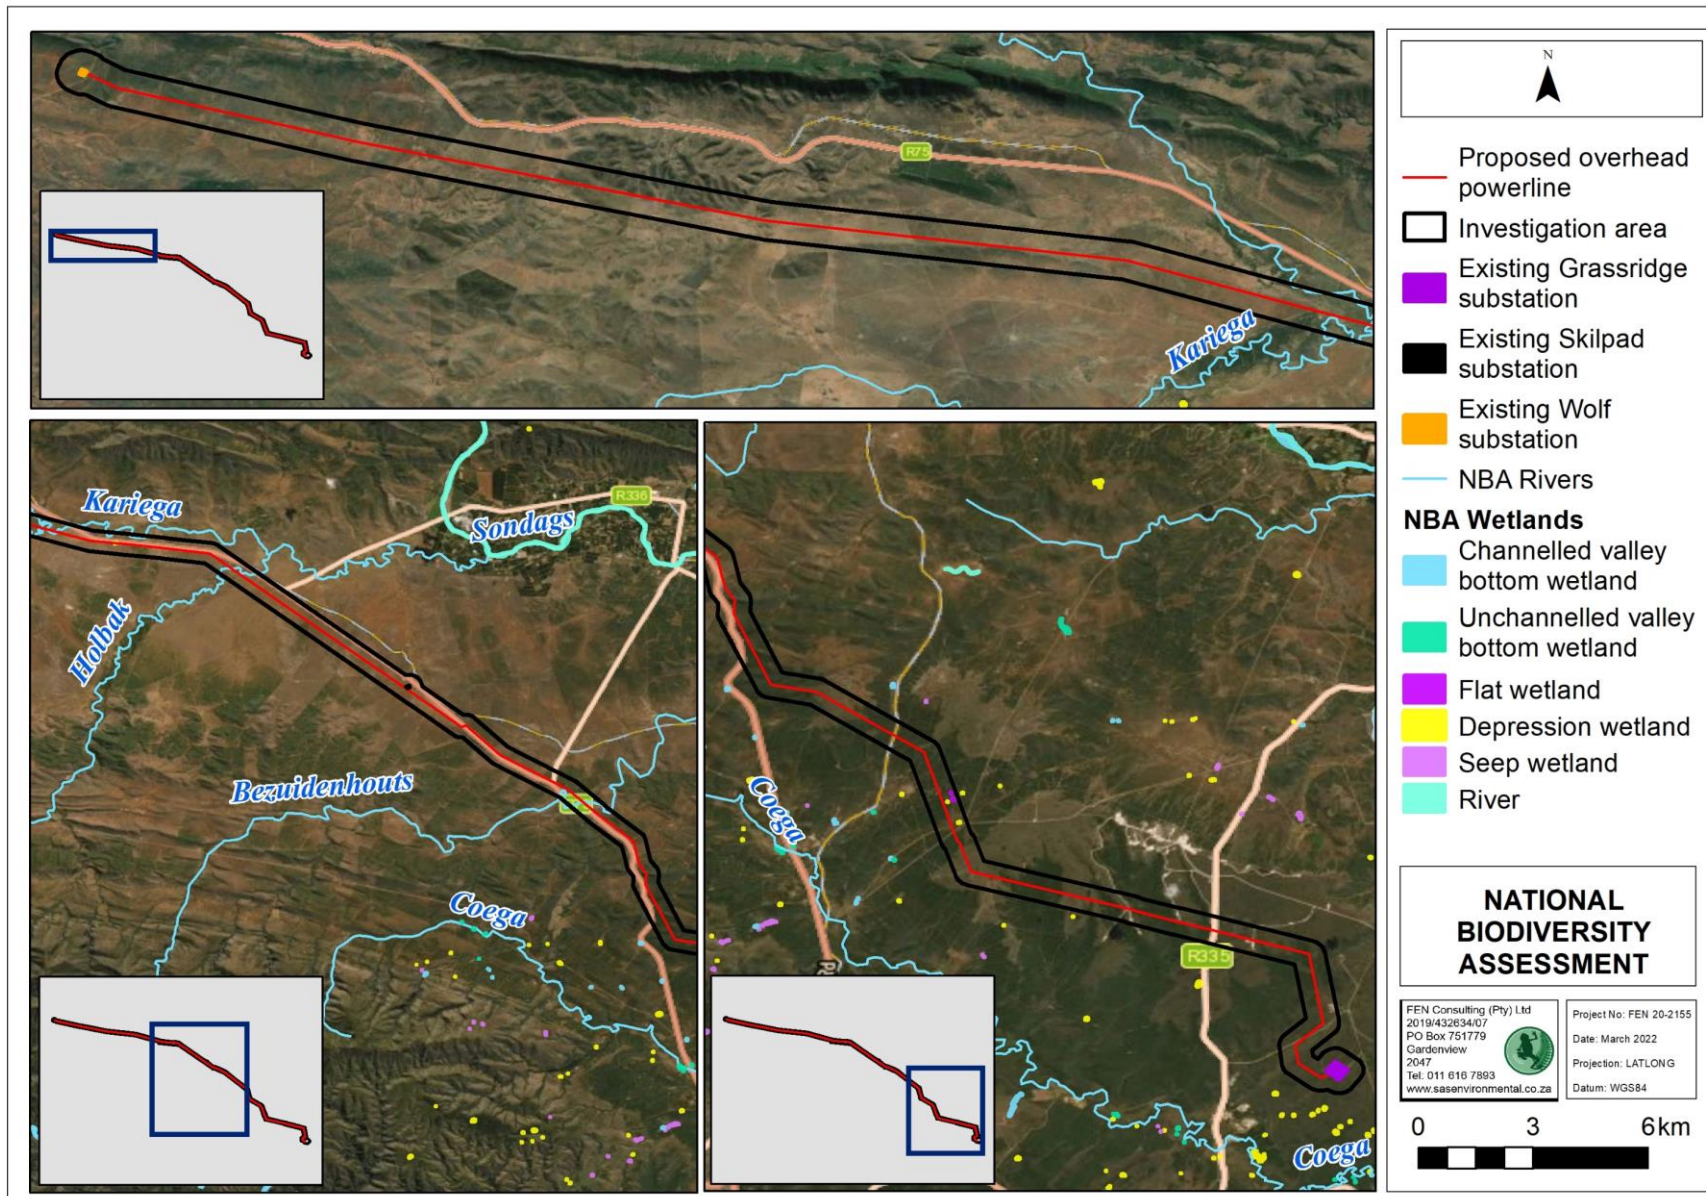 R75
Kariega
Kariega
R336
Sondags
Holbak
Bezuidenhouts
Coega
Coega
R335
Coega
N
Proposed overhead
powerline
Investigation area
Existing Grassridge
substation
Existing Skilpad
substation
Existing Wolf
substation
NBA Rivers
NBA Wetlands
Channelled valley
bottom wetland
Unchannelled valley
bottom wetland
Flat wetland
Depression wetland
Seep wetland
River
NATIONAL
BIODIVERSITY
ASSESSMENT
FEN Consulting (Pty) Ltd
2019/432634/07
PO Box 751779
Gardenview
2047
Tel: 011 616 7893
www.sasenvironmental.co.za
Project No: FEN 20-2155
Date: March 2022
Projection: LATLONG
Datum: WGS84
0 3 6 km